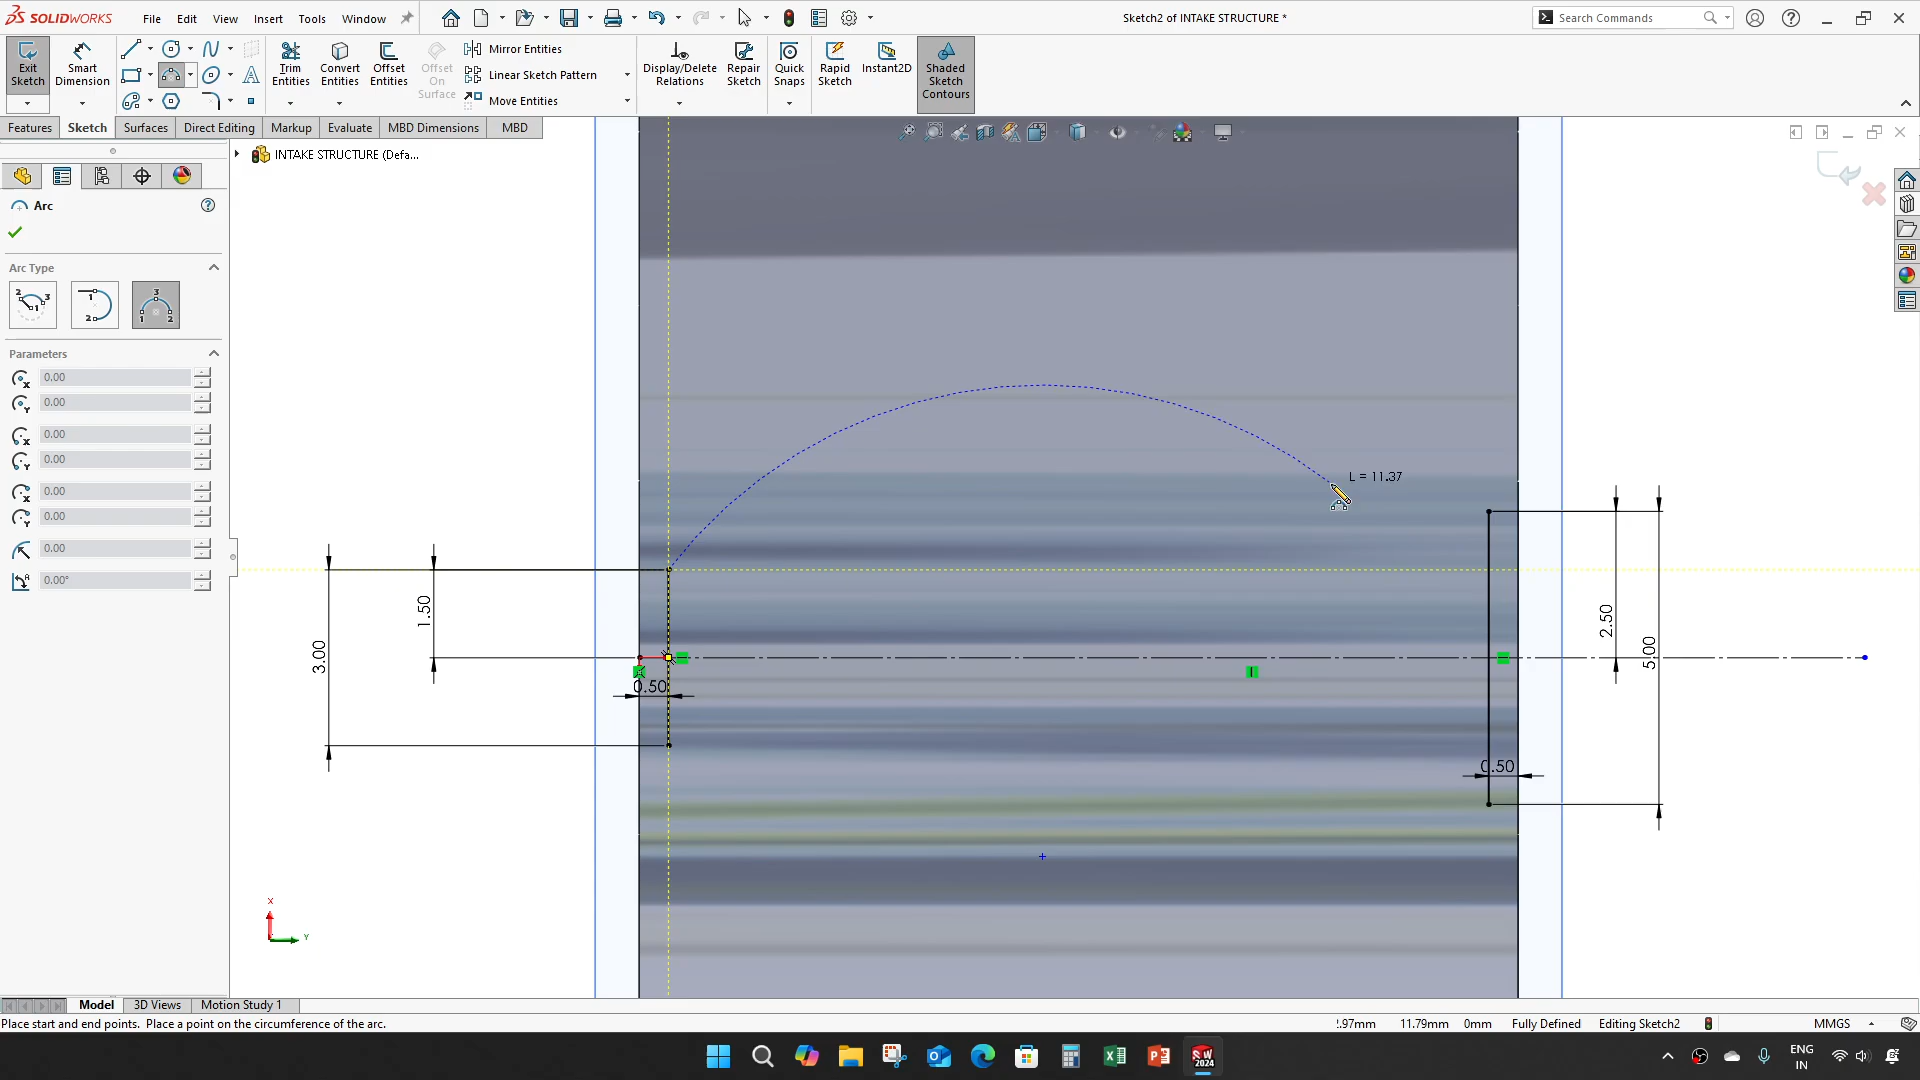 SOLIDWORKS File Edit View Insert Tools Window Sketch2 of INTAKE STRUCTURE * Search Commands
Exit Sketch
Smart Dimension
Trim Entities
Convert Entities
Offset Entities
Offset On Surface
Mirror Entities
Linear Sketch Pattern
Move Entities
Display/Delete Relations
Repair Sketch
Quick Snaps
Rapid Sketch
Instant2D
Shaded Sketch Contours
Features Sketch Surfaces Direct Editing Markup Evaluate MBD Dimensions MBD
INTAKE STRUCTURE (Defa...
Arc
Arc Type
Parameters
0.00
0.00
0.00
0.00
0.00
0.00
0.00
0.00°
L = 11.37
1.50
3.00
0.50
2.50
5.00
0.50
X
Y
Model 3D Views Motion Study 1
Place start and end points. Place a point on the circumference of the arc.
.97mm 11.79mm 0mm Fully Defined Editing Sketch2 MMGS
SW 2024
ENG
IN